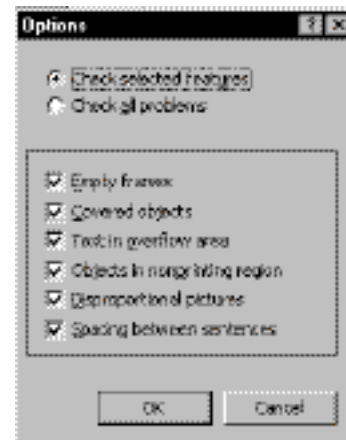 Options
Check selected features
Check all problems
Empty frames
Covered objects
Text in overflow area
Objects in nonprinting region
Disproportional pictures
Spacing between sentences
OK Cancel